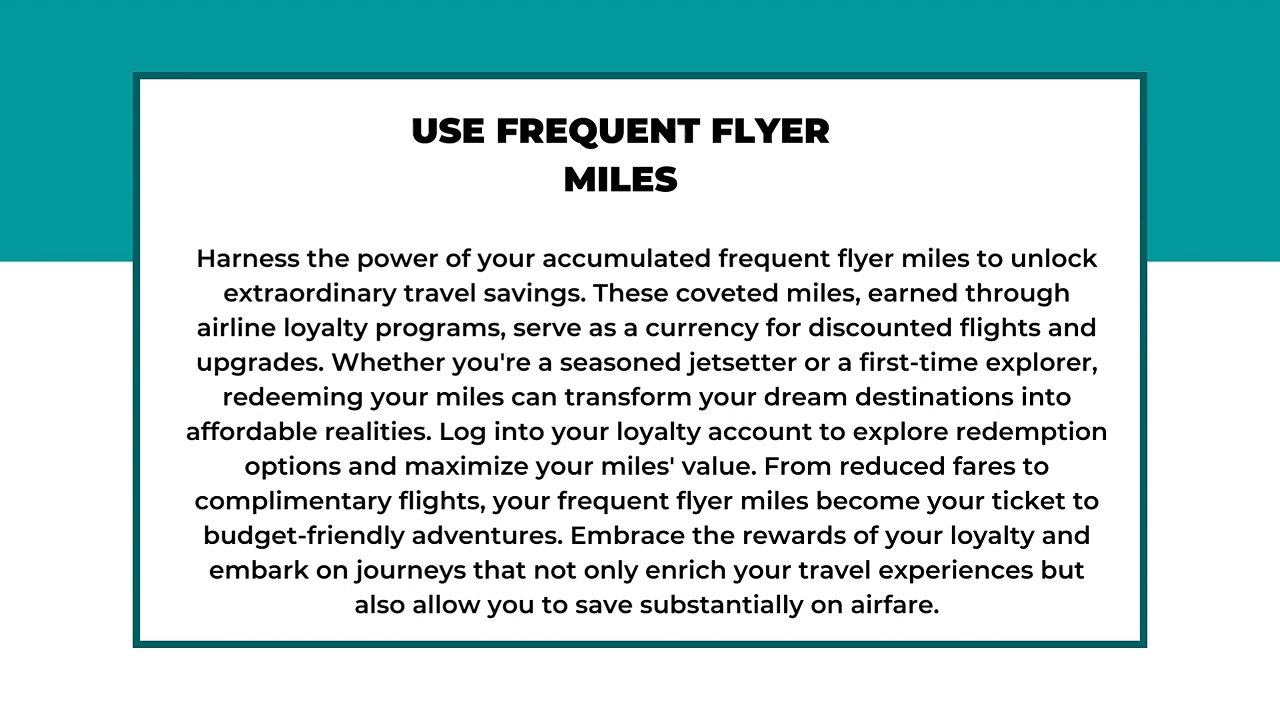 USE FREQUENT FLYER
MILES
Harness the power of your accumulated frequent flyer miles to unlock
extraordinary travel savings. These coveted miles, earned through
airline loyalty programs, serve as a currency for discounted flights and
upgrades. Whether you're a seasoned jetsetter or a first-time explorer,
redeeming your miles can transform your dream destinations into
affordable realities. Log into your loyalty account to explore redemption
options and maximize your miles' value. From reduced fares to
complimentary flights, your frequent flyer miles become your ticket to
budget-friendly adventures. Embrace the rewards of your loyalty and
embark on journeys that not only enrich your travel experiences but
also allow you to save substantially on airfare.